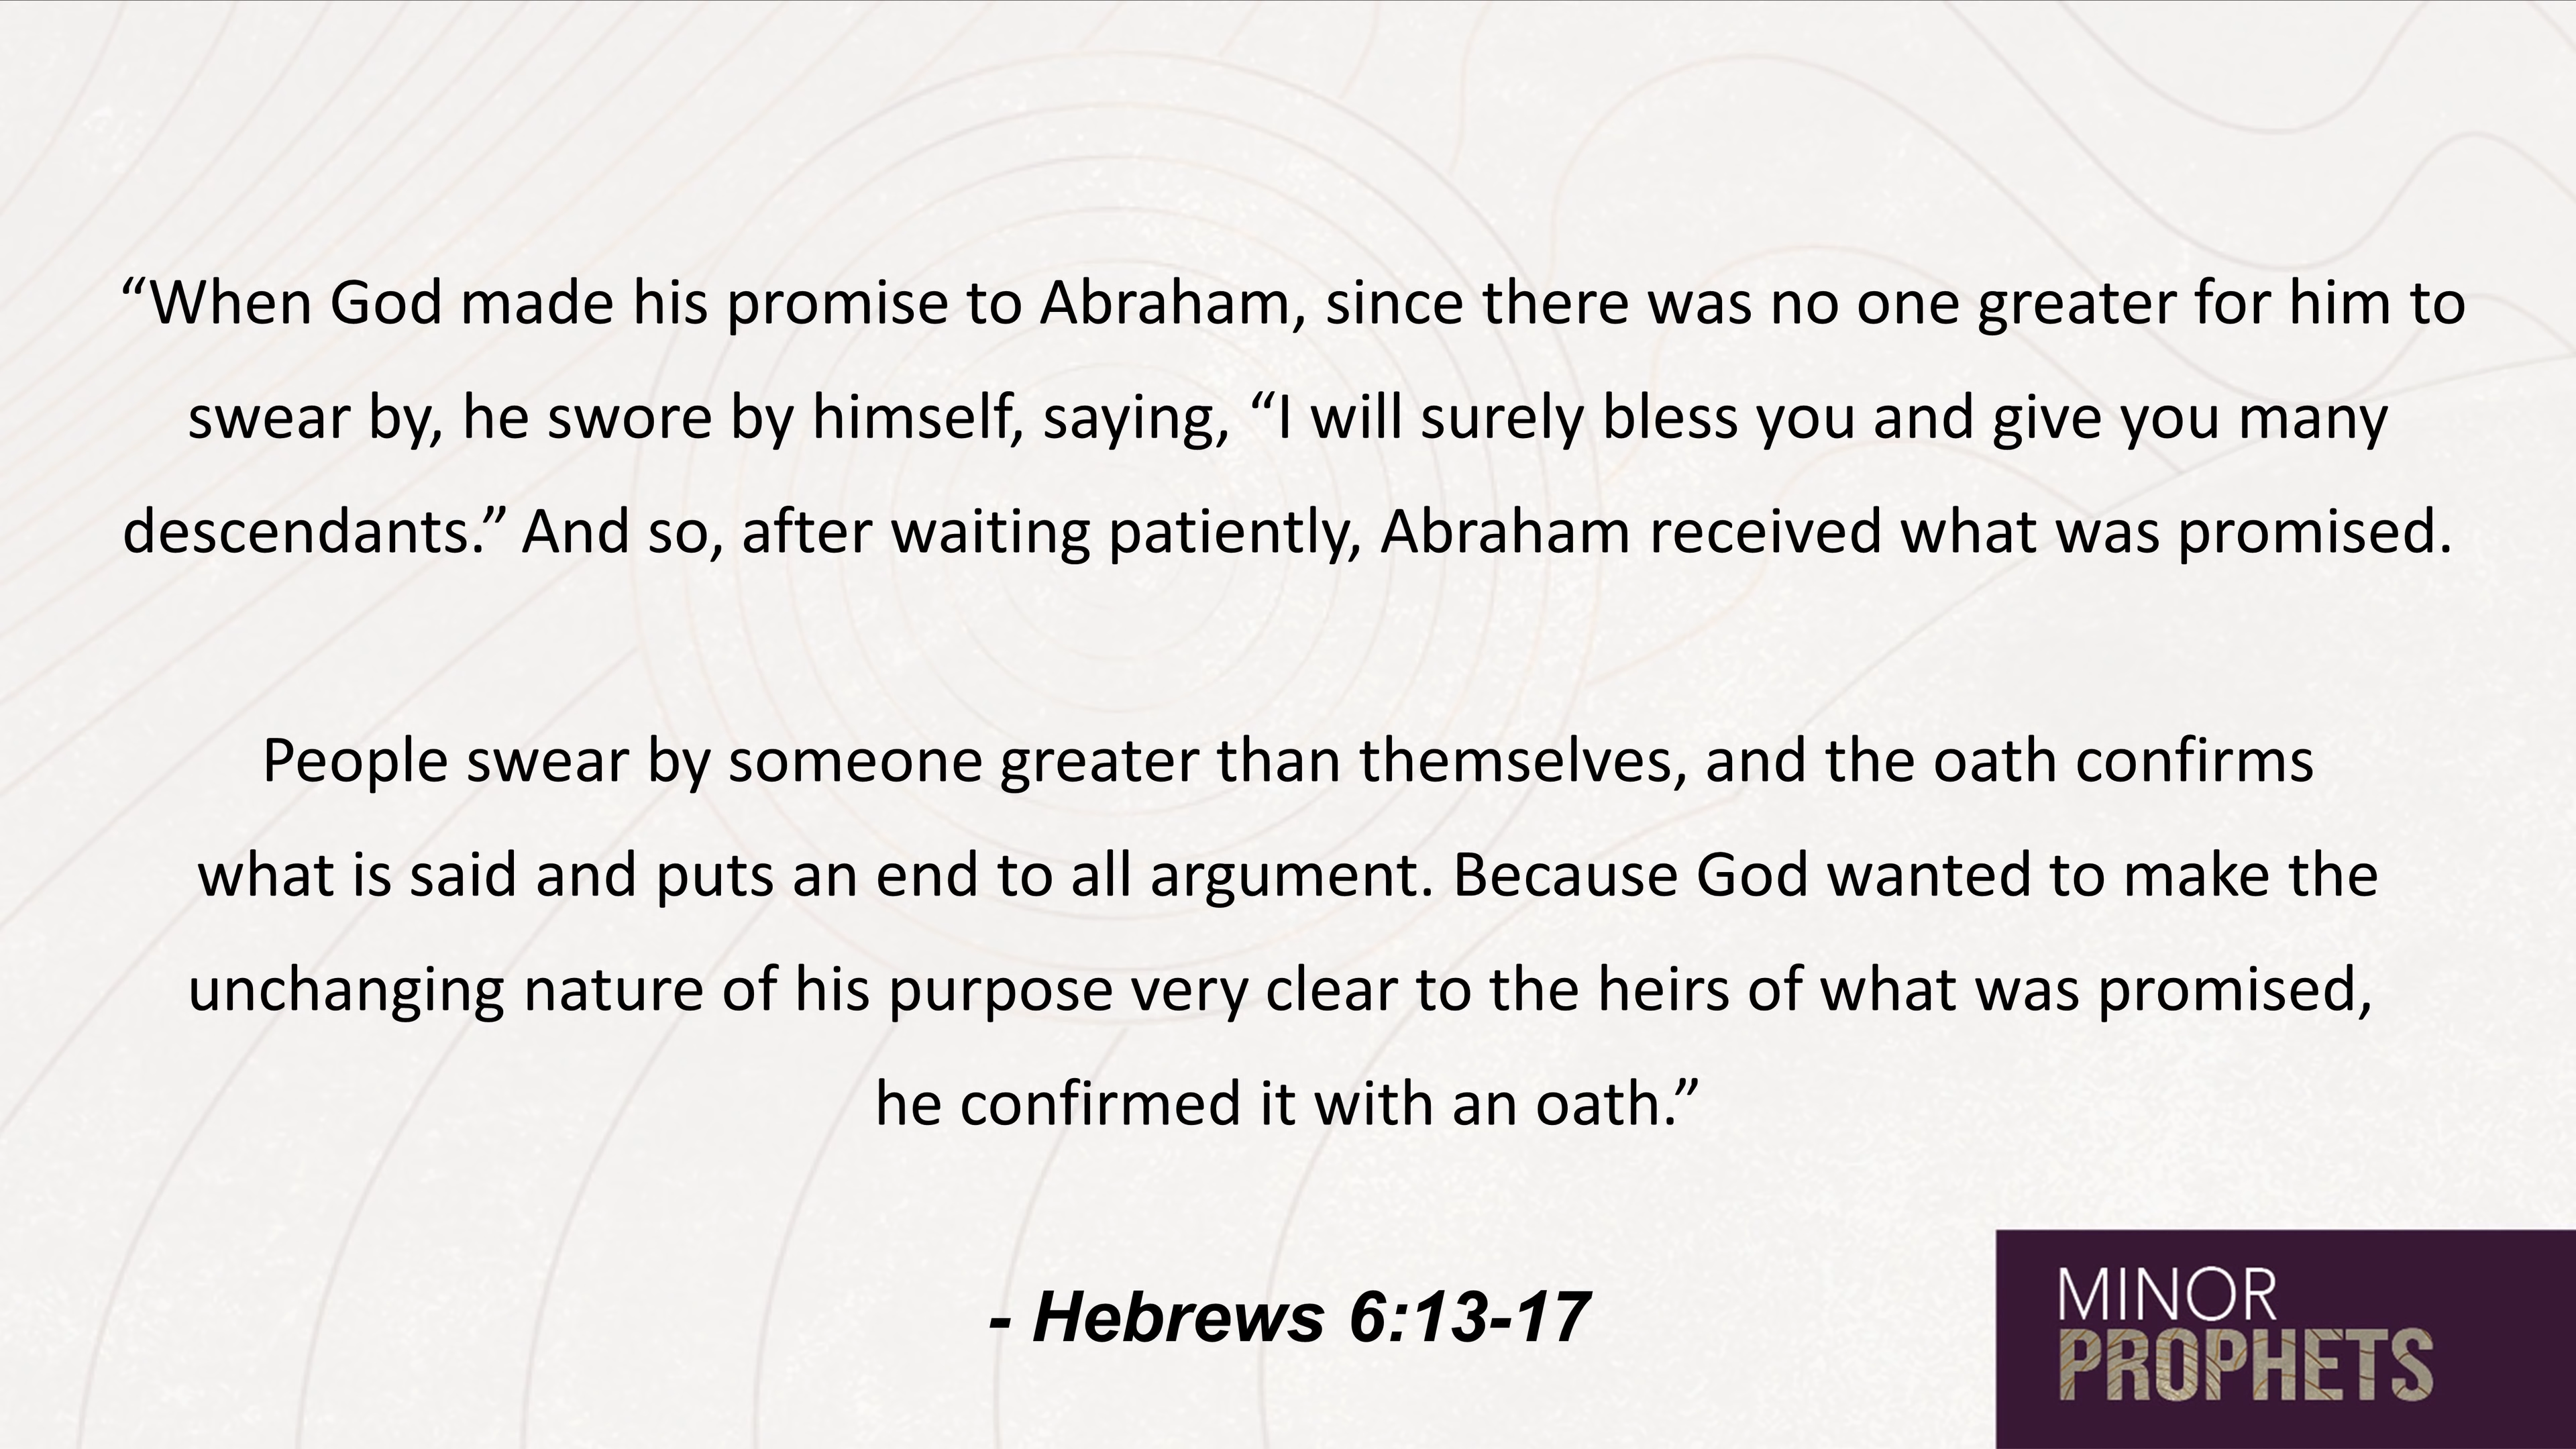 “When God made his promise to Abraham, since there was no one greater for him to
swear by, he swore by himself, saying, “I will surely bless you and give you many
descendants.” And so, after waiting patiently, Abraham received what was promised.
People swear by someone greater than themselves, and the oath confirms
what is said and puts an end to all argument. Because God wanted to make the
unchanging nature of his purpose very clear to the heirs of what was promised,
he confirmed it with an oath.”
- Hebrews 6:13-17
MINOR
PROPHETS